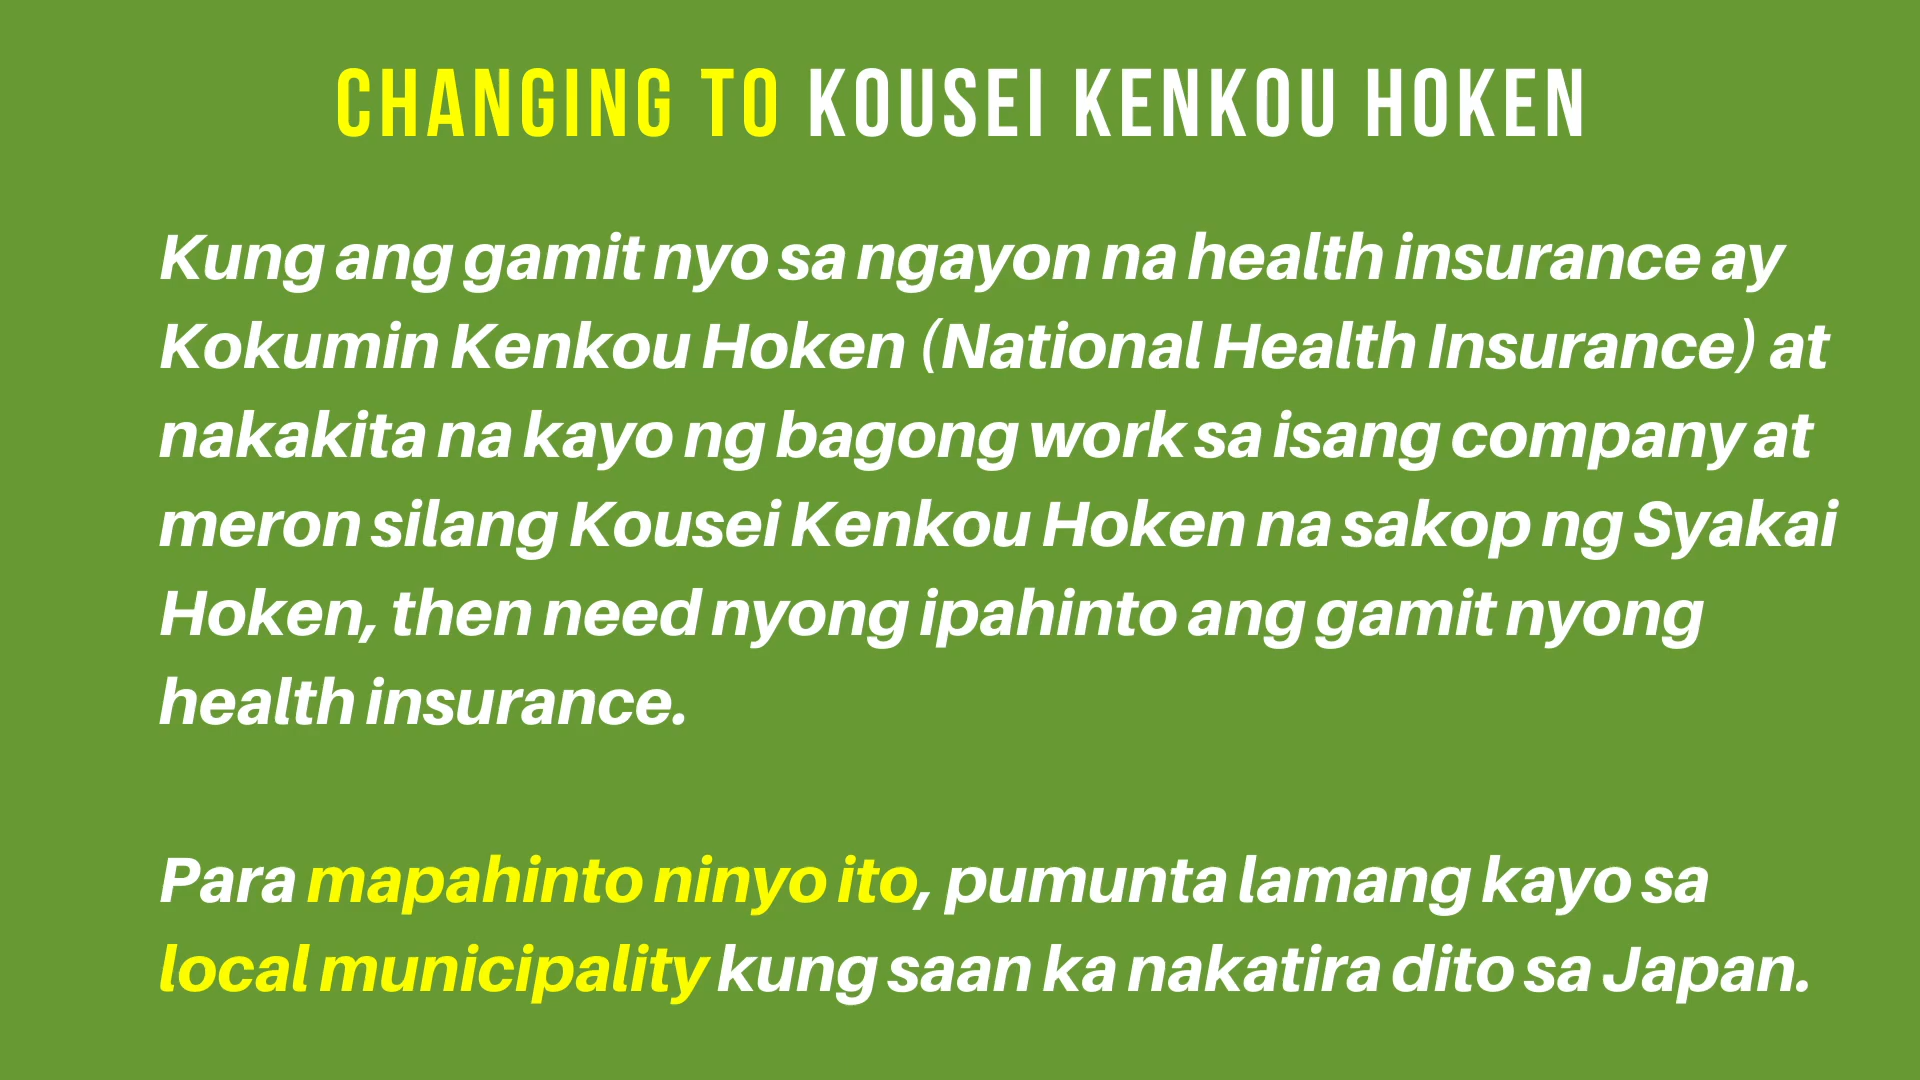 CHANGING TO KOUSEI KENKOU HOKEN
Kung ang gamit nyo sa ngayon na health insurance ay
Kokumin Kenkou Hoken (National Health Insurance) at
nakakita na kayo ng bagong work sa isang company at
meron silang Kousei Kenkou Hoken na sakop ng Syakai
Hoken, then need nyong ipahinto ang gamit nyong
health insurance.
Para mapahinto ninyo ito, pumunta lamang kayo sa
local municipality kung saan ka nakatira dito sa Japan.